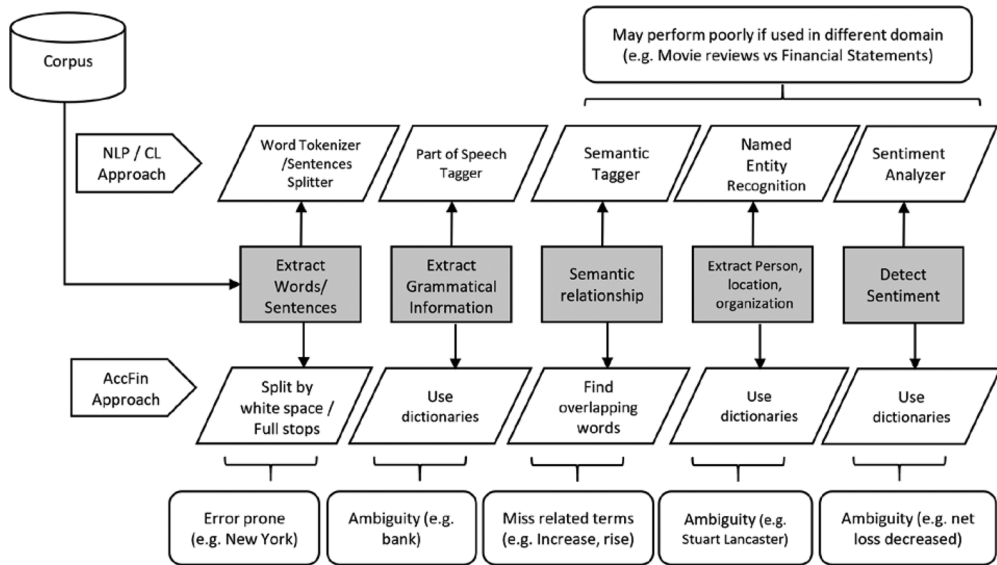 Corpus
May perform poorly if used in different domain
(e.g. Movie reviews vs Financial Statements)
NLP / CL
Approach
Word Tokenizer
/Sentences
Splitter
Part of Speech
Tagger
Semantic
Tagger
Named
Entity
Recognition
Sentiment
Analyzer
Extract
Words/
Sentences
Extract
Grammatical
Information
Semantic
relationship
Extract Person,
location,
organization
Detect
Sentiment
AccFin
Approach
Split by
white space /
Full stops
Use
dictionaries
Find
overlapping
words
Use
dictionaries
Use
dictionaries
Error prone
(e.g. New York)
Ambiguity (e.g.
bank)
Miss related terms
(e.g. Increase, rise)
Ambiguity (e.g.
Stuart Lancaster)
Ambiguity (e.g. net
loss decreased)